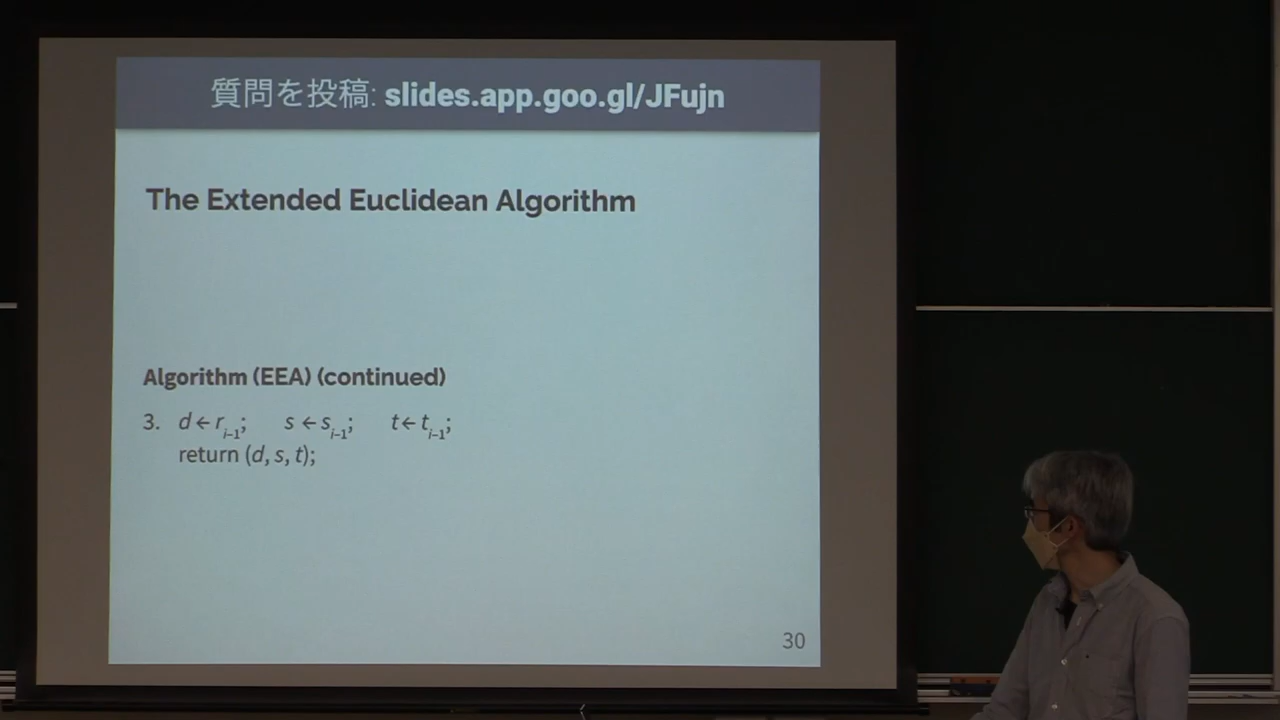 質問を投稿: slides.app.goo.gl/JFujn
The Extended Euclidean Algorithm
Algorithm (EEA) (continued)
3. d ← r_{i–1}; s ← s_{i–1}; t ← t_{i–1};
return (d, s, t);
30